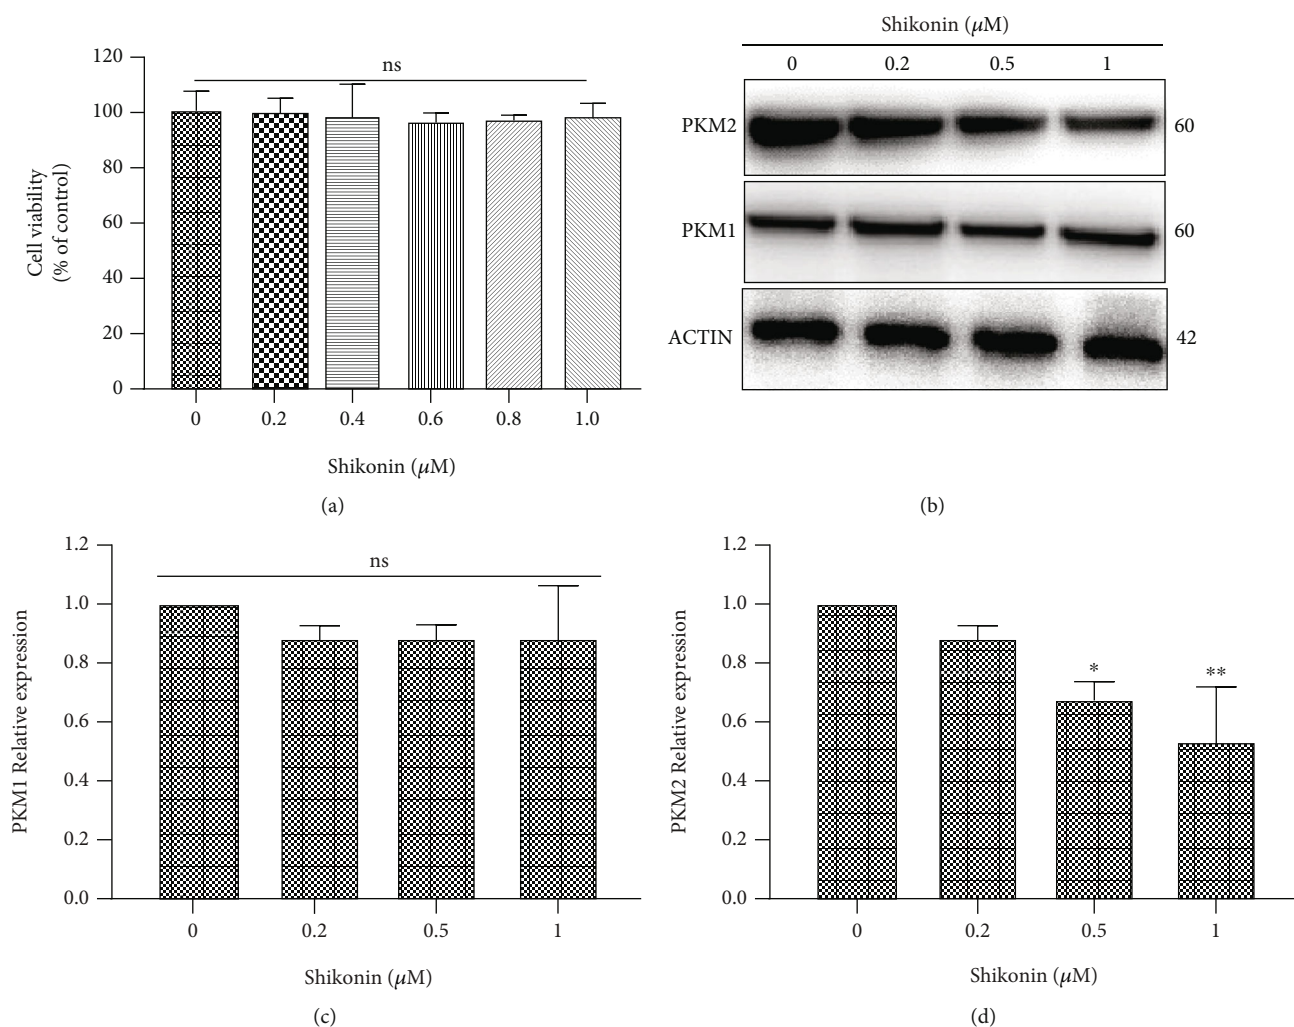 120
100
80
60
40
20
0
Cell viability
(% of control)
ns
0 0.2 0.4 0.6 0.8 1.0
Shikonin (μM)
(a)
Shikonin (μM)
0 0.2 0.5 1
PKM2 60
PKM1 60
ACTIN 42
(b)
1.2
1.0
0.8
0.6
0.4
0.2
0.0
PKM1 Relative expression
ns
0 0.2 0.5 1
Shikonin (μM)
(c)
1.2
1.0
0.8
0.6
0.4
0.2
0.0
PKM2 Relative expression
*
**
0 0.2 0.5 1
Shikonin (μM)
(d)